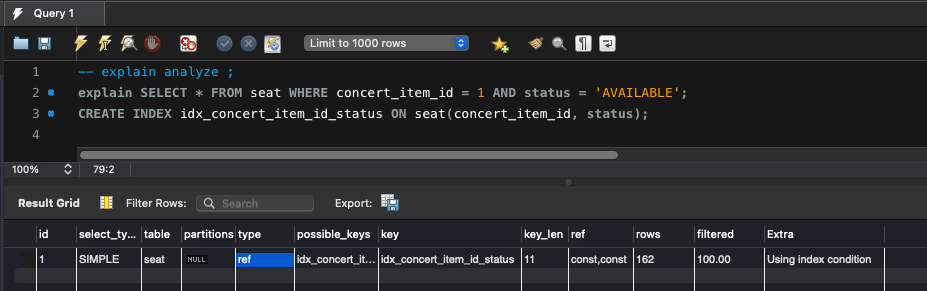 Query 1
Limit to 1000 rows
1 -- explain analyze ;
2 explain SELECT * FROM seat WHERE concert_item_id = 1 AND status = 'AVAILABLE';
3 CREATE INDEX idx_concert_item_id_status ON seat(concert_item_id, status);
4
100% 79:2
Result Grid Filter Rows: Search Export:
id select_ty... table partitions type possible_keys key key_len ref rows filtered Extra
1 SIMPLE seat NULL ref idx_concert_it... idx_concert_item_id_status 11 const,const 162 100.00 Using index condition